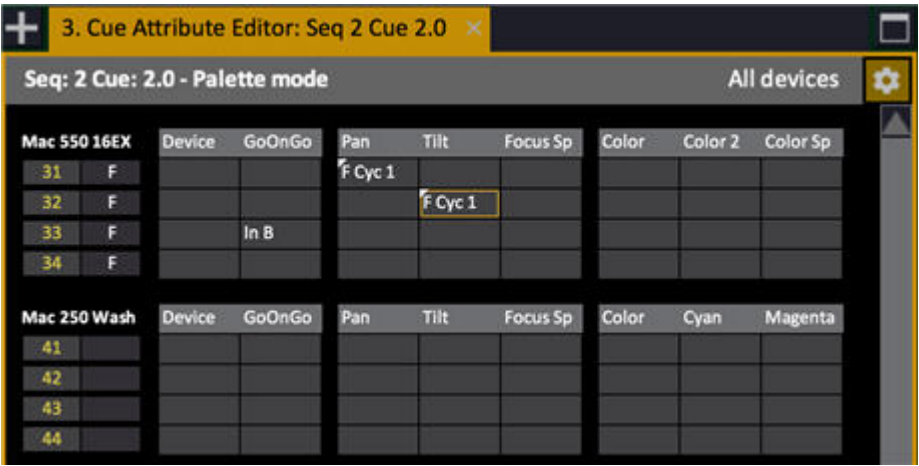 3. Cue Attribute Editor: Seq 2 Cue 2.0 ×
Seq: 2 Cue: 2.0 - Palette mode All devices
Mac 550 16EX Device GoOnGo Pan Tilt Focus Sp Color Color 2 Color Sp
31 F F Cyc 1
32 F F Cyc 1
33 F In B
34 F
Mac 250 Wash Device GoOnGo Pan Tilt Focus Sp Color Cyan Magenta
41
42
43
44